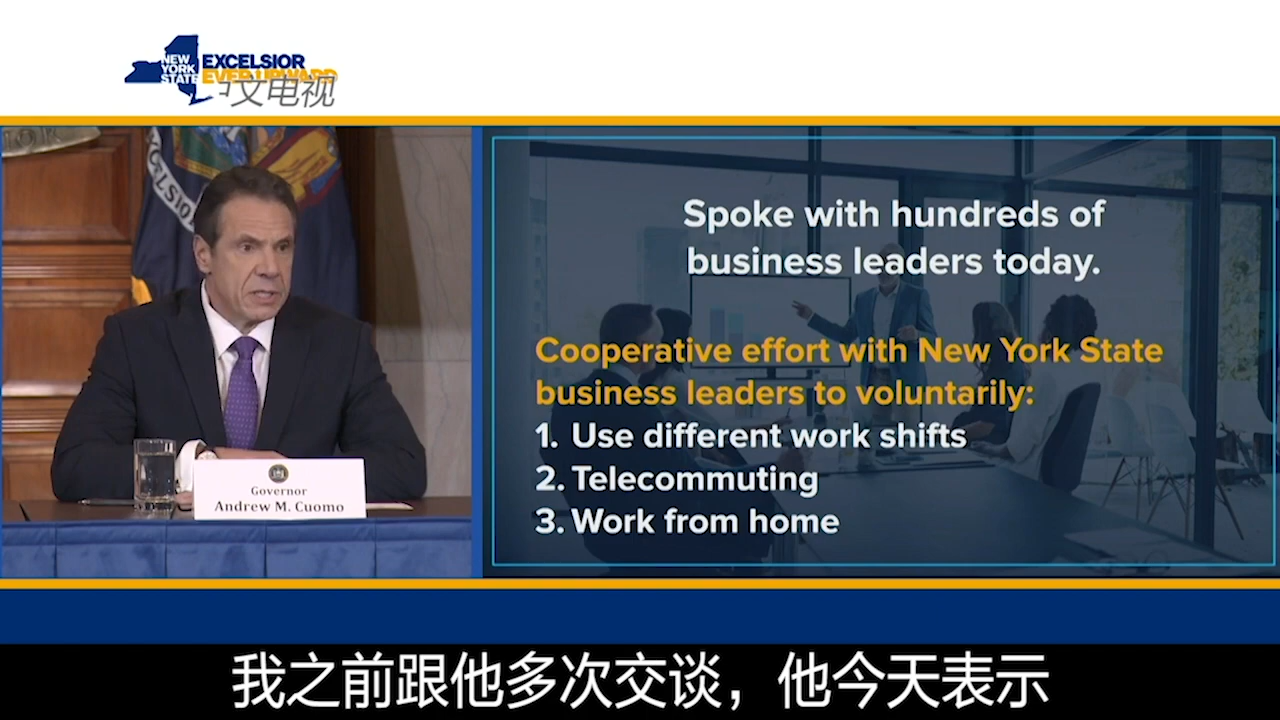 NEW
YORK
STATE
EXCELSIOR
EVER UPWARD
中文电视
EXCELSIOR
Spoke with hundreds of
business leaders today.
Cooperative effort with New York State
business leaders to voluntarily:
1. Use different work shifts
2. Telecommuting
3. Work from home
Governor
Andrew M. Cuomo
我之前跟他多次交谈，他今天表示